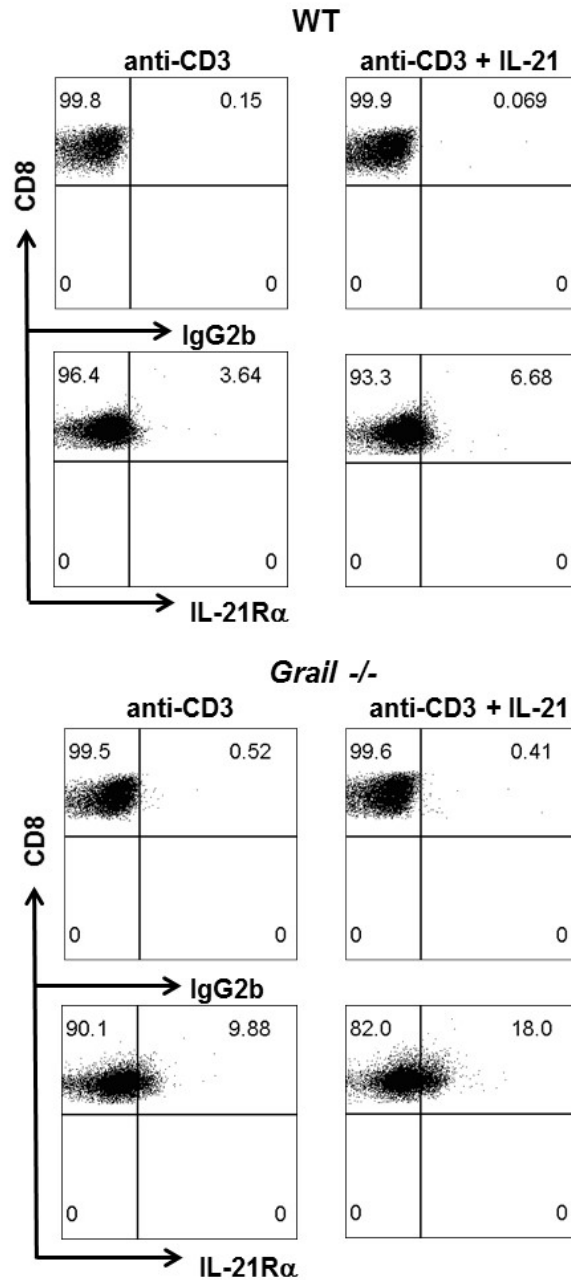 WT
anti-CD3 anti-CD3 + IL-21
99.8 0.15 99.9 0.069
CD8
0 0 0 0
IgG2b
96.4 3.64 93.3 6.68
0 0 0 0
IL-21Rα
Grail -/-
anti-CD3 anti-CD3 + IL-21
99.5 0.52 99.6 0.41
CD8
0 0 0 0
IgG2b
90.1 9.88 82.0 18.0
0 0 0 0
IL-21Rα